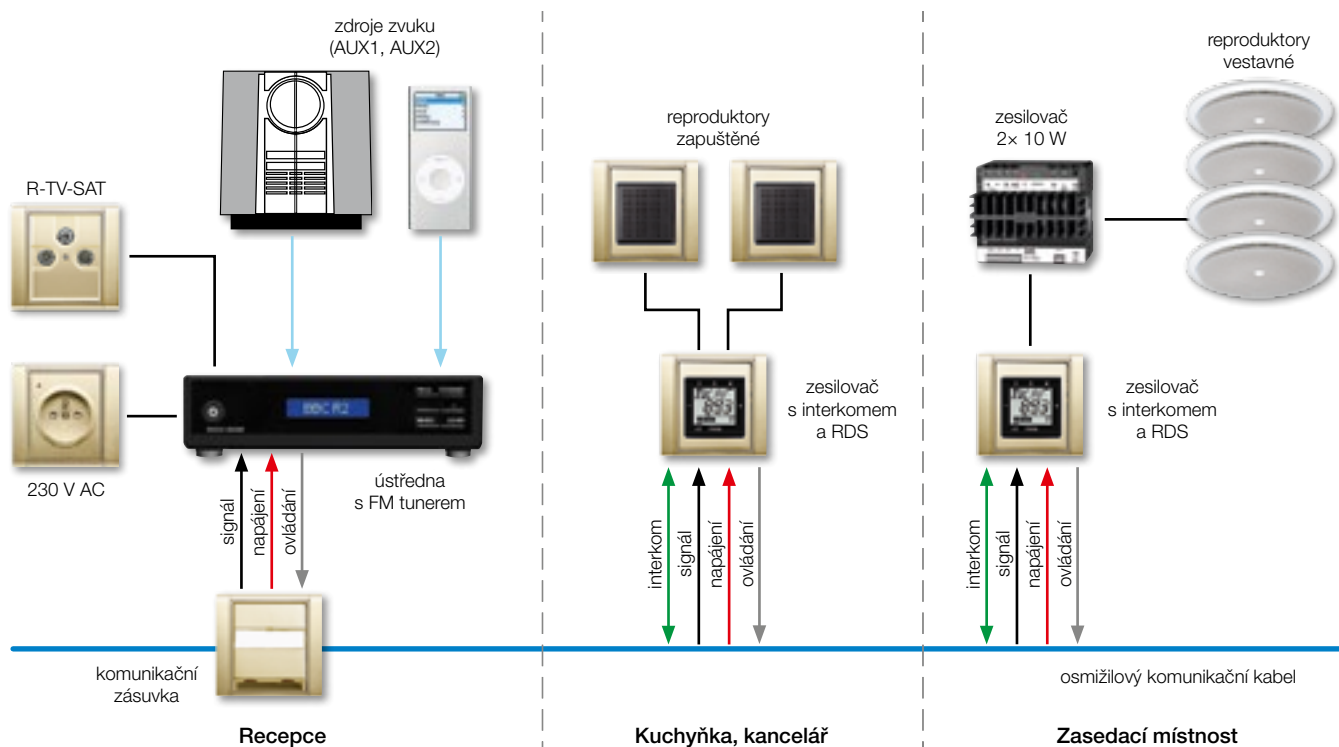 zdroje zvuku
(AUX1, AUX2)
R-TV-SAT
230 V AC
BBC R2
ústředna
s FM tunerem
signál
napájení
ovládání
komunikační
zásuvka
Recepce
reproduktory
zapuštěné
zesilovač
s interkomem
a RDS
interkom
signál
napájení
ovládání
Kuchyňka, kancelář
reproduktory
vestavné
zesilovač
2× 10 W
zesilovač
s interkomem
a RDS
interkom
signál
napájení
ovládání
osmižilový komunikační kabel
Zasedací místnost